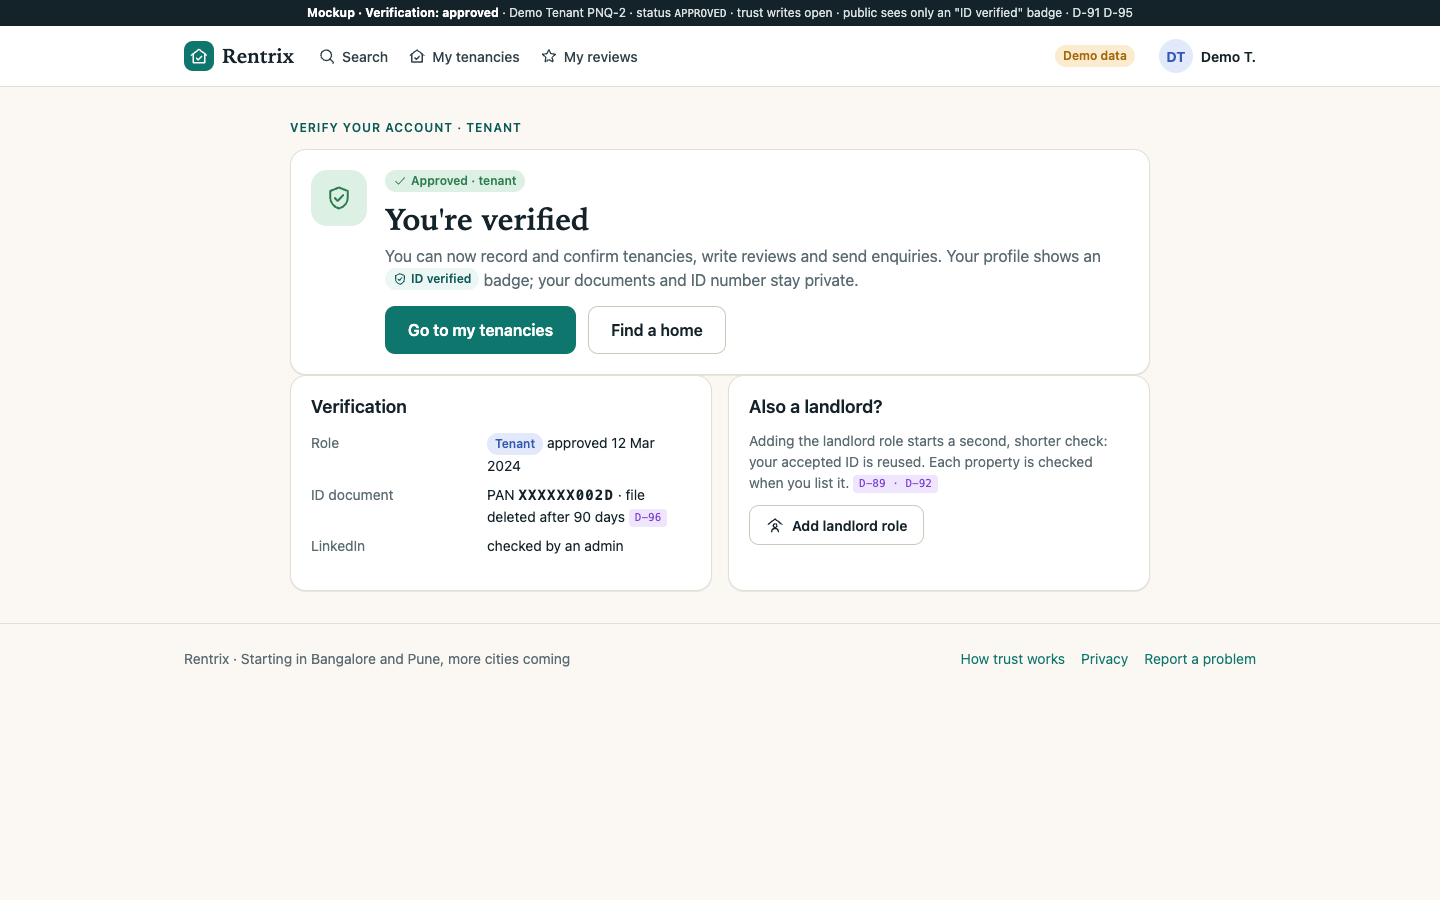 Mockup · Verification: approved · Demo Tenant PNQ-2 · status APPROVED · trust writes open · public sees only an "ID verified" badge · D-91 D-95
Rentrix
Search
My tenancies
My reviews
Demo data
DT
Demo T.
VERIFY YOUR ACCOUNT · TENANT
Approved · tenant
You're verified
You can now record and confirm tenancies, write reviews and send enquiries. Your profile shows an
ID verified badge; your documents and ID number stay private.
Go to my tenancies
Find a home
Verification
Role
Tenant approved 12 Mar
2024
ID document
PAN XXXXXX002D · file
deleted after 90 days D-96
LinkedIn
checked by an admin
Also a landlord?
Adding the landlord role starts a second, shorter check:
your accepted ID is reused. Each property is checked
when you list it. D-89 · D-92
Add landlord role
Rentrix · Starting in Bangalore and Pune, more cities coming
How trust works
Privacy
Report a problem